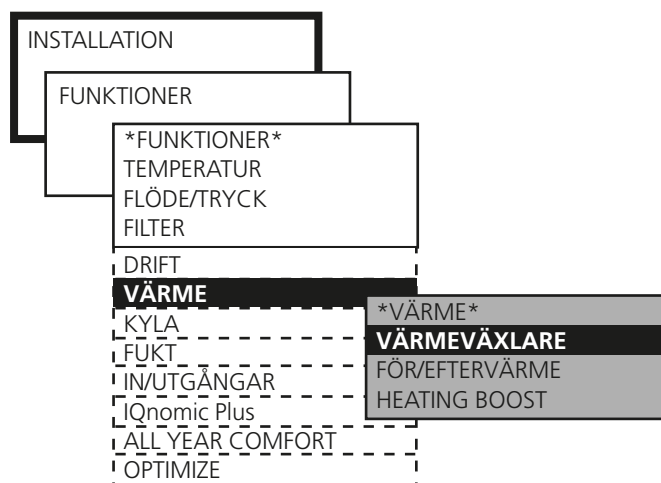 INSTALLATION
FUNKTIONER
*FUNKTIONER*
TEMPERATUR
FLÖDE/TRYCK
FILTER
DRIFT
VÄRME
KYLA
FUKT
IN/UTGÅNGAR
IQnomic Plus
ALL YEAR COMFORT
OPTIMIZE
*VÄRME*
VÄRMEVÄXLARE
FÖR/EFTERVÄRME
HEATING BOOST